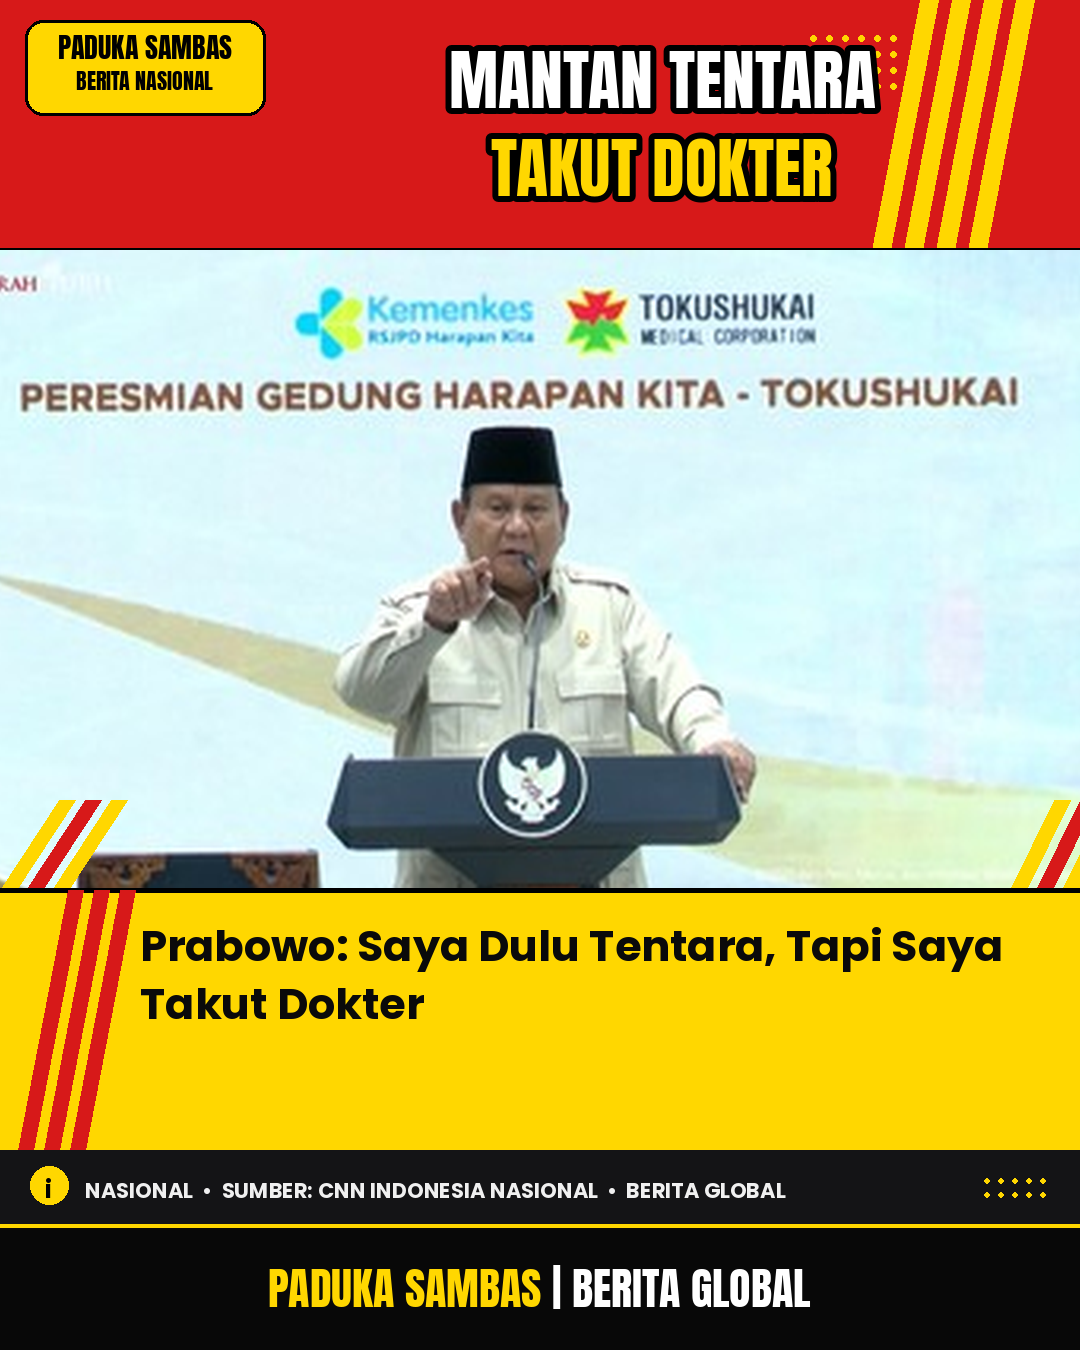 PADUKA SAMBAS
BERITA NASIONAL
MANTAN TENTARA
TAKUT DOKTER
RAH
Kemenkes
RSJPD Harapan Kita
TOKUSHUKAI
MEDICAL CORPORATION
PERESMIAN GEDUNG HARAPAN KITA - TOKUSHUKAI
Prabowo: Saya Dulu Tentara, Tapi Saya
Takut Dokter
i
NASIONAL • SUMBER: CNN INDONESIA NASIONAL • BERITA GLOBAL
PADUKA SAMBAS | BERITA GLOBAL